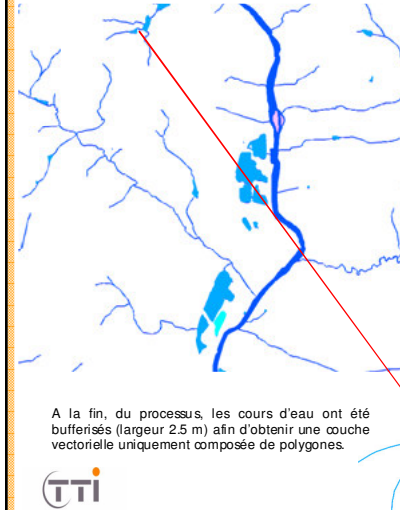 A la fin, du processus, les cours d'eau ont été
bufferisés (largeur 2.5 m) afin d'obtenir une couche
vectorielle uniquement composée de polygones.
TTi